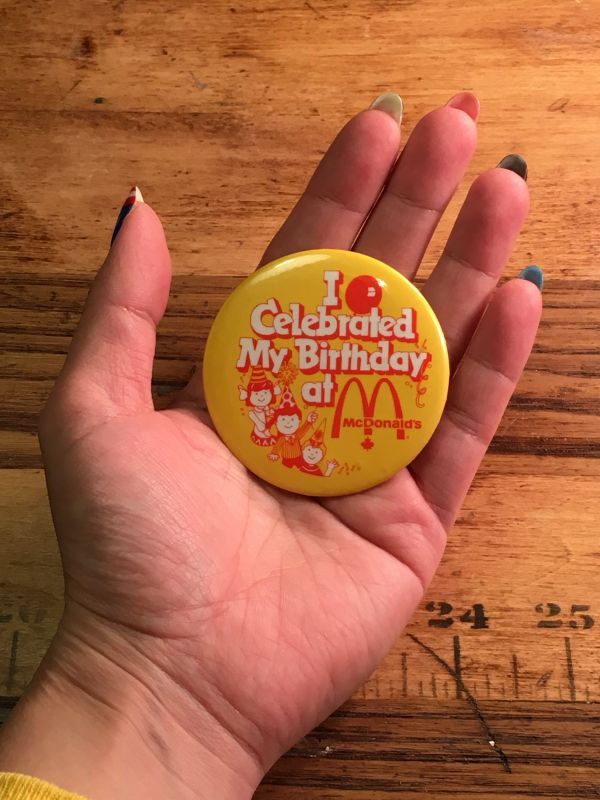 I
Celebrated
My Birthday
at
McDonald's
24 25